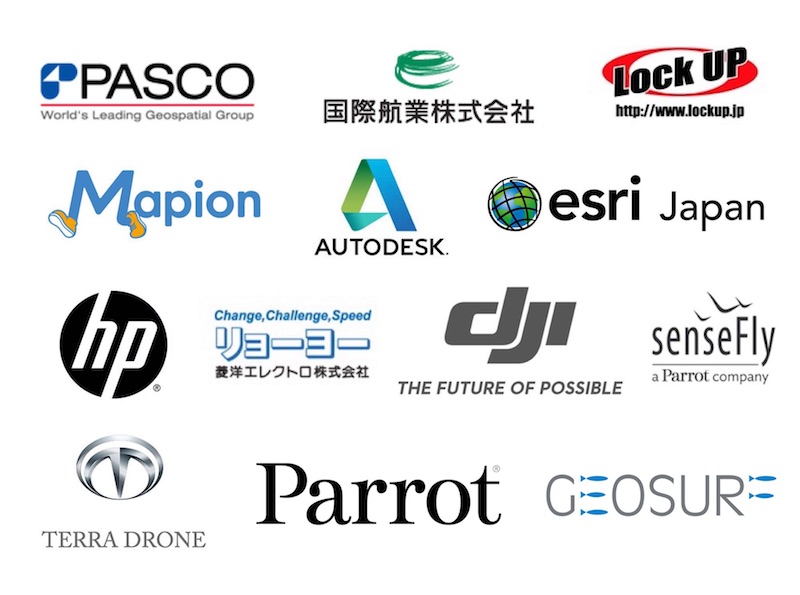 PASCO
World's Leading Geospatial Group
国際航業株式会社
LOCK UP
http://www.lockup.jp
Mapion
AUTODESK.
esri Japan
hp®
Change,Challenge,Speed
リョーヨー
菱洋エレクトロ株式会社
dji
THE FUTURE OF POSSIBLE
senseFly
a Parrot company
TERRA DRONE
Parrot®
GEOSURF